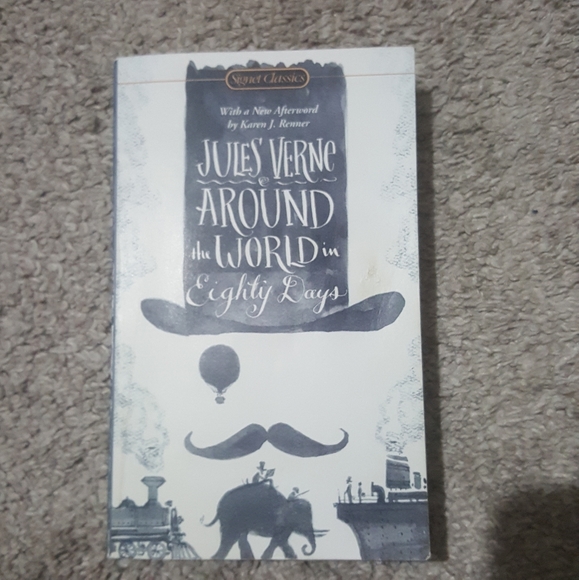 Signet Classics
With a New Afterword
by Karen J. Renner
JULES VERNE
AROUND
the WORLD in
Eighty Days